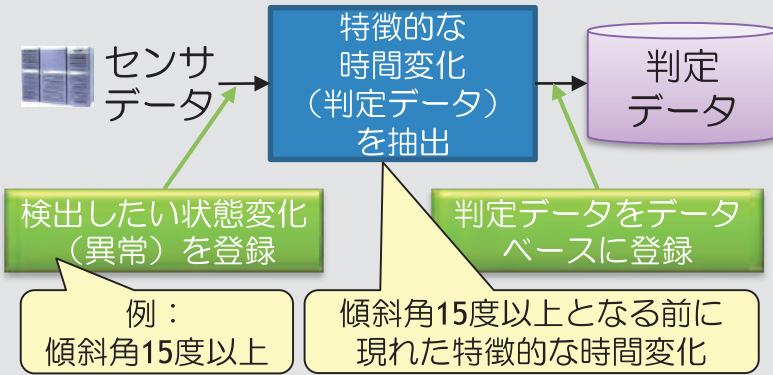 センサ
データ
特徴的な
時間変化
（判定データ）
を抽出
判定
データ
検出したい状態変化
（異常）を登録
判定データをデータ
ベースに登録
例：
傾斜角15度以上
傾斜角15度以上となる前に
現れた特徴的な時間変化